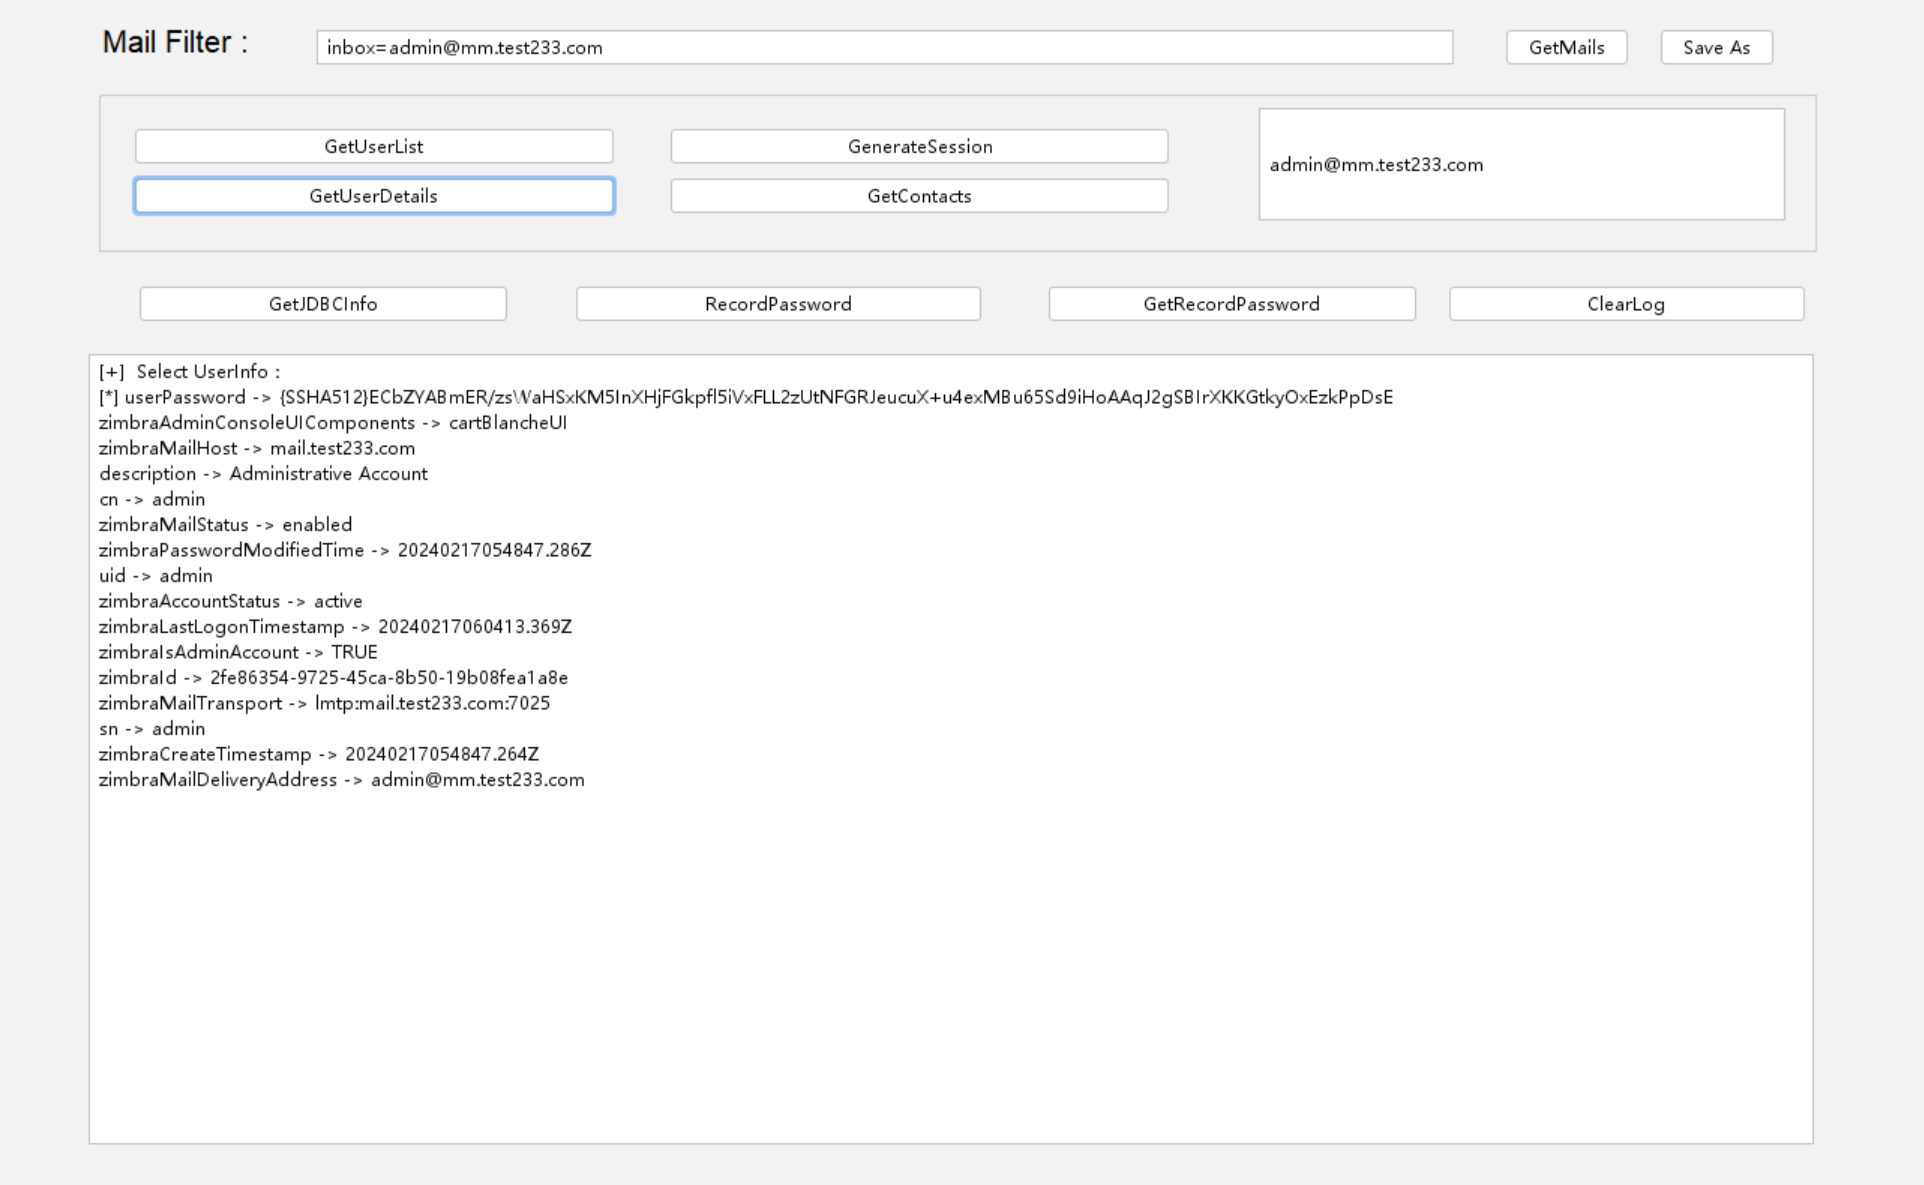 Mail Filter :
inbox=admin@mm.test233.com
GetMails
Save As
GetUserList
GenerateSession
admin@mm.test233.com
GetUserDetails
GetContacts
GetJDBCInfo
RecordPassword
GetRecordPassword
ClearLog
[+] Select UserInfo :
[*] userPassword -> {SSHA512}ECbZYABmER/zsWaHSxKM5InXHjFGkpfl5iVxFLL2zUtNFGRJeucuX+u4exMBu65Sd9iHoAAqJ2gSBIrXKKGtkyOxEzkPpDsE
zimbraAdminConsoleUIComponents -> cartBlancheUI
zimbraMailHost -> mail.test233.com
description -> Administrative Account
cn -> admin
zimbraMailStatus -> enabled
zimbraPasswordModifiedTime -> 20240217054847.286Z
uid -> admin
zimbraAccountStatus -> active
zimbraLastLogonTimestamp -> 20240217060413.369Z
zimbraIsAdminAccount -> TRUE
zimbraId -> 2fe86354-9725-45ca-8b50-19b08fea1a8e
zimbraMailTransport -> lmtp:mail.test233.com:7025
sn -> admin
zimbraCreateTimestamp -> 20240217054847.264Z
zimbraMailDeliveryAddress -> admin@mm.test233.com